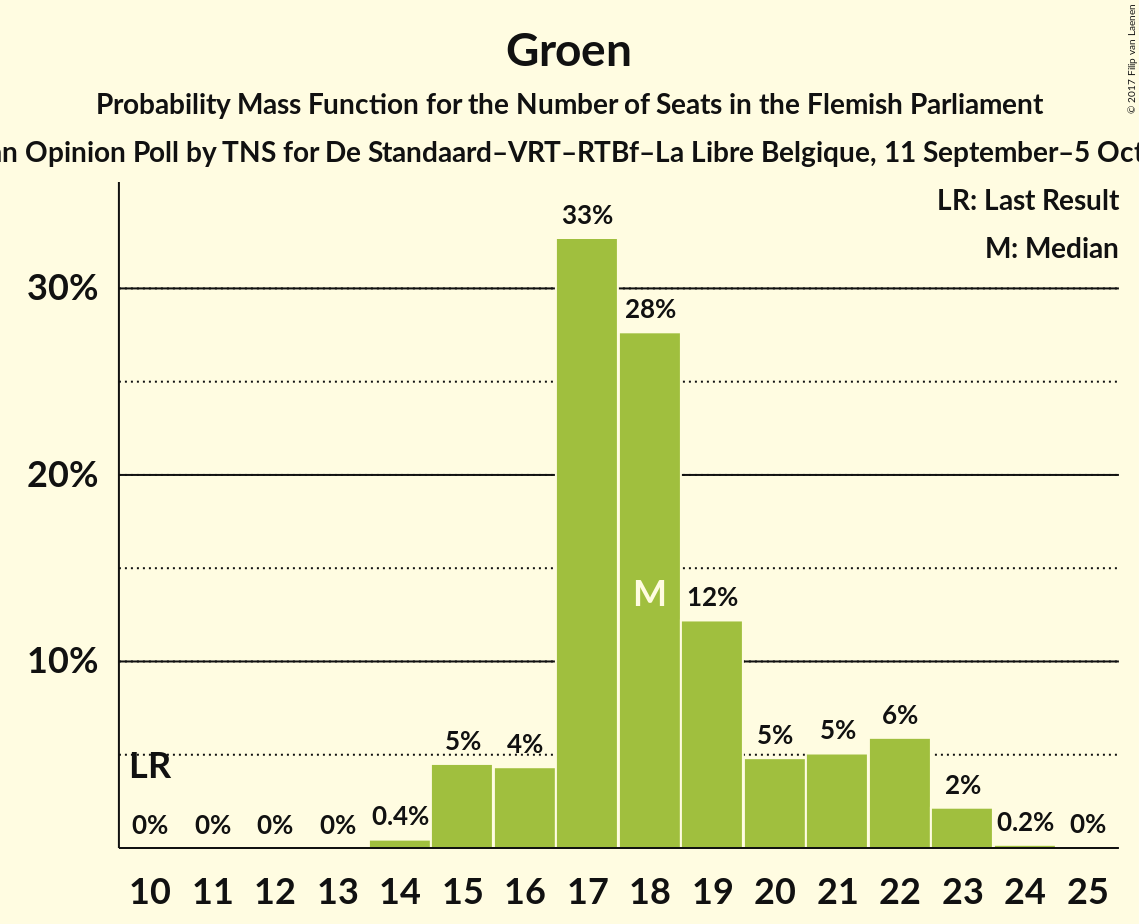 Groen
Probability Mass Function for the Number of Seats in the Flemish Parliament
Opinion Poll by TNS for De Standaard–VRT–RTBf–La Libre Belgique, 11 September–5
© 2017 Filip van Laenen
LR: Last Result
M: Median
30%
20%
10%
33%
28%
M
12%
LR
0%
0%
0%
0%
0.4%
5%
4%
5%
5%
6%
2%
0.2%
0%
10 11 12 13 14 15 16 17 18 19 20 21 22 23 24 25